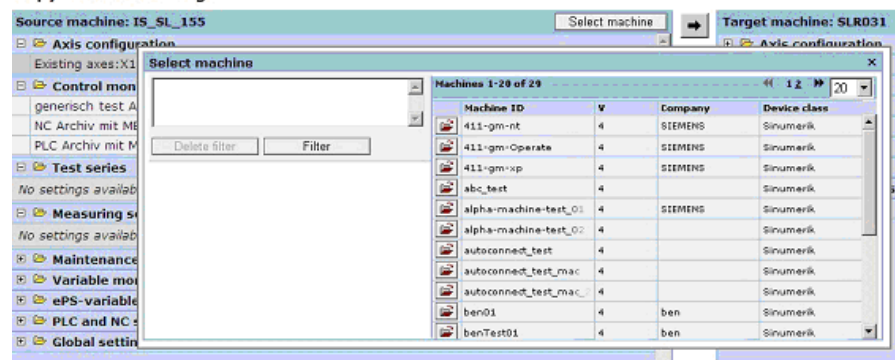 Source machine: IS_SL_155
Select machine
Target machine: SLR031
Axis configuration
Axis configuration
Existing axes:X1
Select machine
Control mon
generisch test A
NC Archiv mit ME
PLC Archiv mit M
Delete filter
Filter
Test series
No settings availab
Measuring s
No settings availab
Maintenance
Variable mo
ePS-variable
PLC and NC s
Global settin
Machines 1-20 of 29
1 2
20
Machine ID V Company Device class
411-gm-nt 4 SIEMENS Sinumerik
411-gm-Operate 4 SIEMENS Sinumerik
411-gm-xp 4 SIEMENS Sinumerik
abc_test 4 Sinumerik
alpha-machine-test_01 4 SIEMENS Sinumerik
alpha-machine-test_02 4 Sinumerik
autoconnect_test 4 Sinumerik
autoconnect_test_mac 4 Sinumerik
autoconnect_test_mac_ 4 Sinumerik
ben01 4 ben Sinumerik
benTest01 4 ben Sinumerik